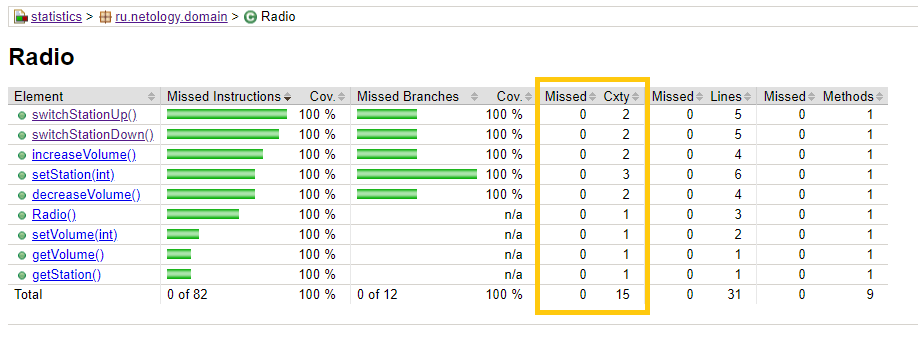 statistics > ru.netology.domain > Radio
Radio
Element Missed Instructions Cov. Missed Branches Cov. Missed Cxty Missed Lines Missed Methods
switchStationUp() 100 % 100 % 0 2 0 5 0 1
switchStationDown() 100 % 100 % 0 2 0 5 0 1
increaseVolume() 100 % 100 % 0 2 0 4 0 1
setStation(int) 100 % 100 % 0 3 0 6 0 1
decreaseVolume() 100 % 100 % 0 2 0 4 0 1
Radio() 100 % n/a 0 1 0 3 0 1
setVolume(int) 100 % n/a 0 1 0 2 0 1
getVolume() 100 % n/a 0 1 0 1 0 1
getStation() 100 % n/a 0 1 0 1 0 1
Total 0 of 82 100 % 0 of 12 100 % 0 15 0 31 0 9